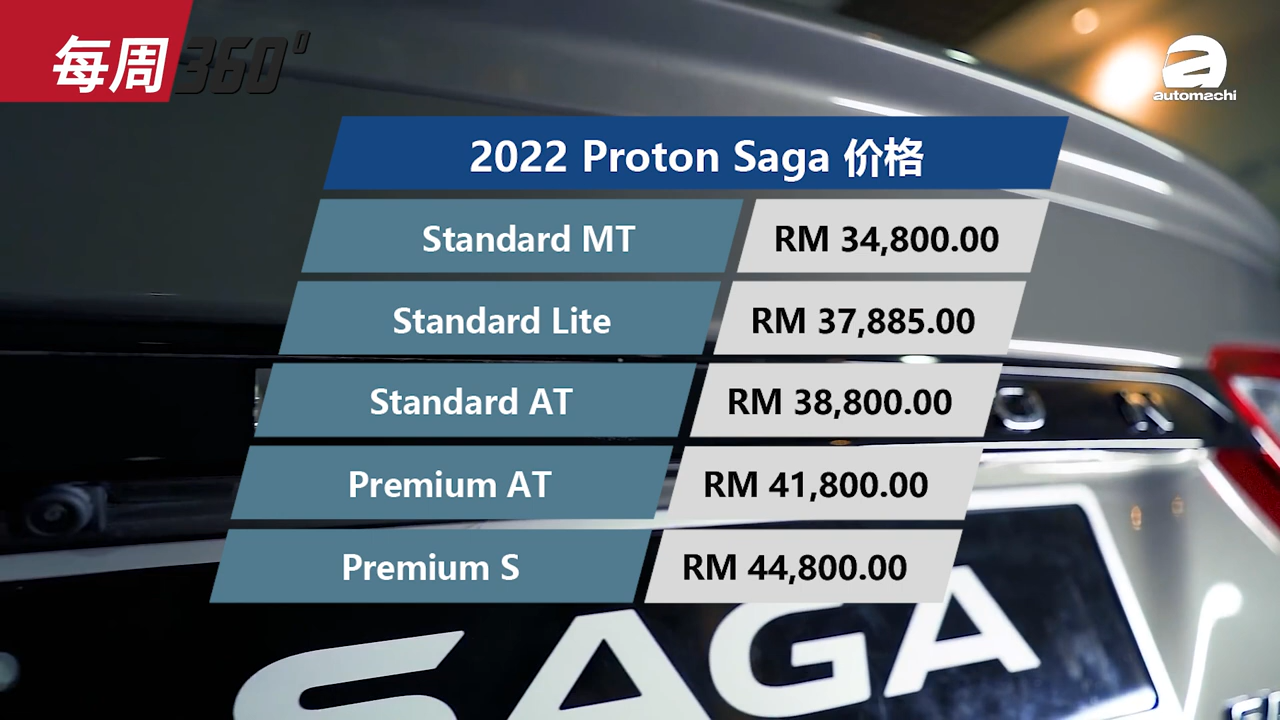 每周360°
automachi
2022 Proton Saga 价格
Standard MT RM 34,800.00
Standard Lite RM 37,885.00
Standard AT RM 38,800.00
Premium AT RM 41,800.00
Premium S RM 44,800.00
SAGA